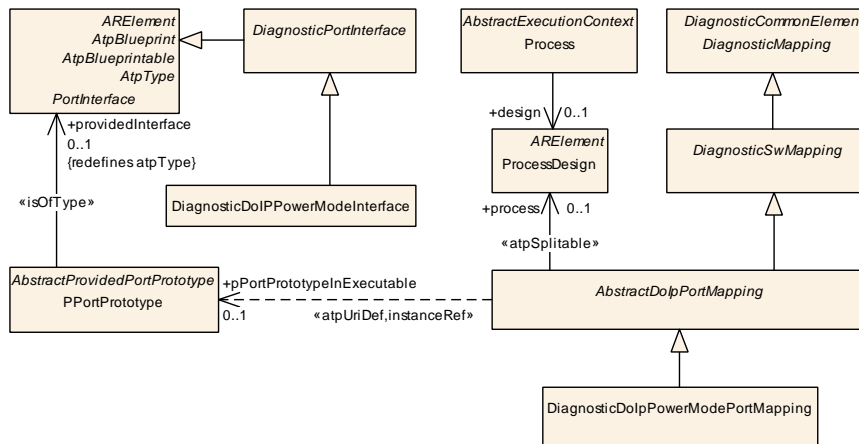 ARElement
AtpBlueprint
AtpBlueprintable
AtpType
PortInterface
DiagnosticPortInterface
AbstractExecutionContext
Process
DiagnosticCommonElement
DiagnosticMapping
+providedInterface
0..1
{redefines atpType}
+design
0..1
ARElement
ProcessDesign
DiagnosticSwMapping
DiagnosticDoIPPowerModeInterface
«isOfType»
+process
0..1
«atpSplitable»
AbstractProvidedPortPrototype
PPortPrototype
+pPortPrototypeInExecutable
0..1
«atpUriDef,instanceRef»
AbstractDoIpPortMapping
DiagnosticDoIpPowerModePortMapping